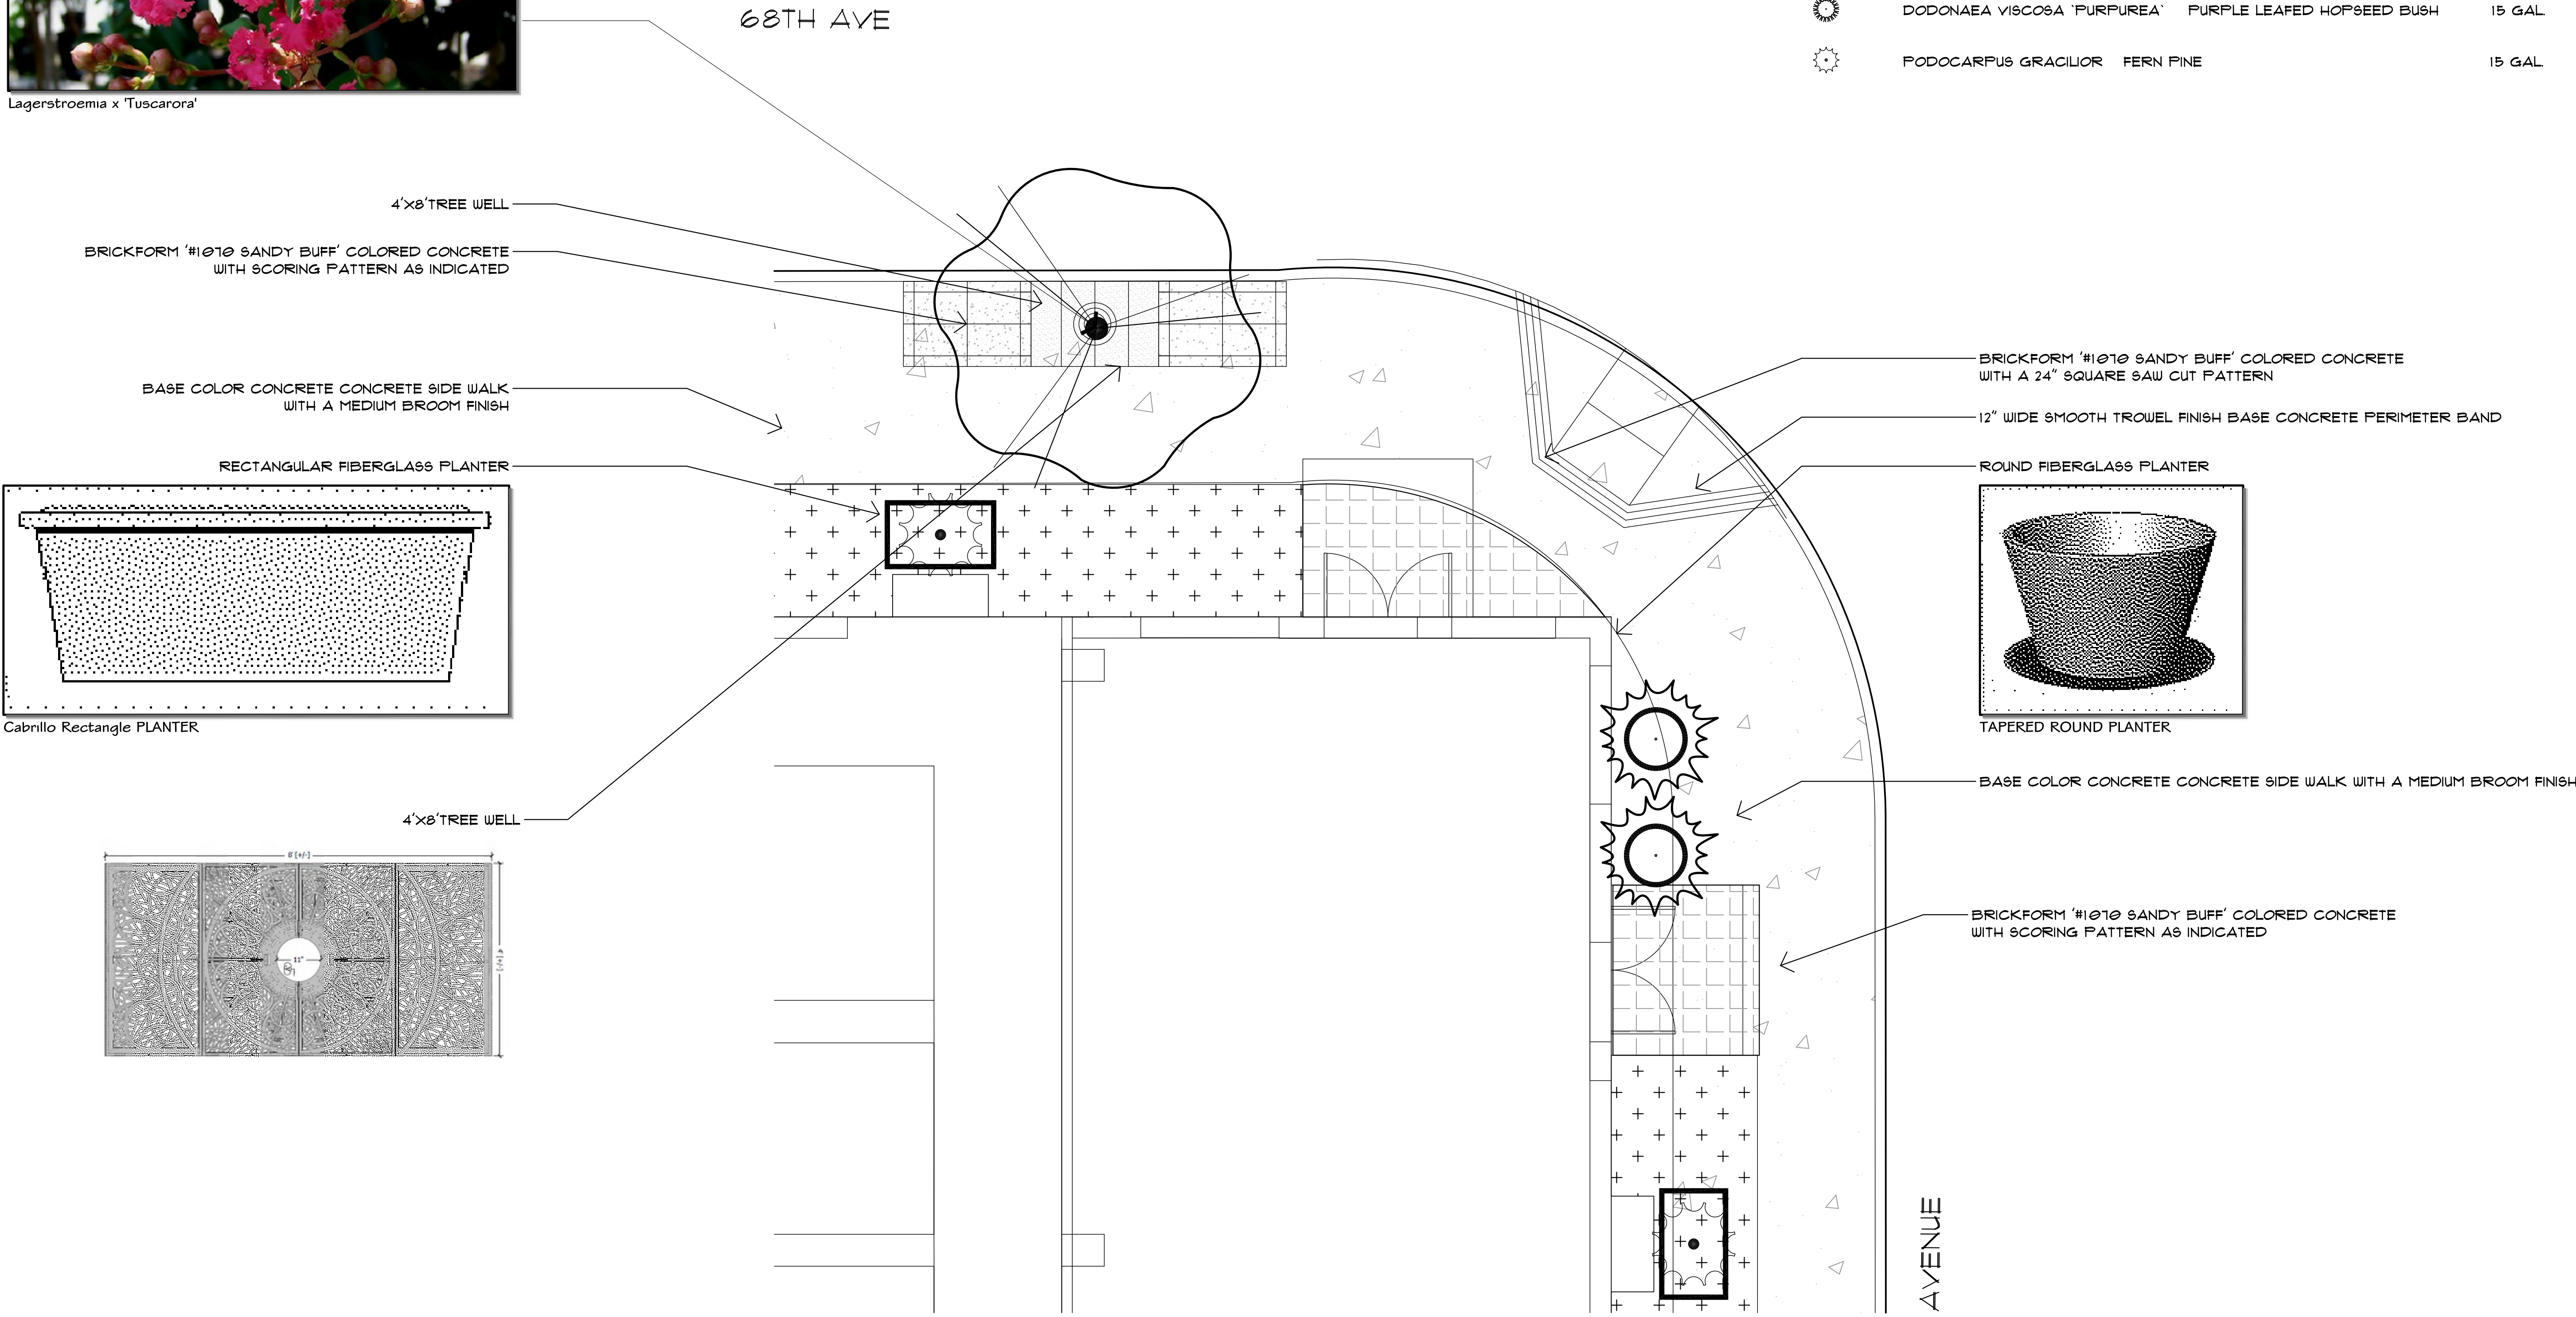 68TH AVE
DODONAEA VISCOSA `PURPUREA` PURPLE LEAFED HOPSEED BUSH 15 GAL.
PODOCARPUS GRACILIOR FERN PINE 15 GAL.
Lagerstroemia x 'Tuscarora'
4'X8'TREE WELL
BRICKFORM '#1070 SANDY BUFF' COLORED CONCRETE
WITH SCORING PATTERN AS INDICATED
BASE COLOR CONCRETE CONCRETE SIDE WALK
WITH A MEDIUM BROOM FINISH
RECTANGULAR FIBERGLASS PLANTER
Cabrillo Rectangle PLANTER
4'X8'TREE WELL
8' [+/-]
11"
4' [+/-]
BRICKFORM '#1070 SANDY BUFF' COLORED CONCRETE
WITH A 24" SQUARE SAW CUT PATTERN
12" WIDE SMOOTH TROWEL FINISH BASE CONCRETE PERIMETER BAND
ROUND FIBERGLASS PLANTER
TAPERED ROUND PLANTER
BASE COLOR CONCRETE CONCRETE SIDE WALK WITH A MEDIUM BROOM FINISH
BRICKFORM '#1070 SANDY BUFF' COLORED CONCRETE
WITH SCORING PATTERN AS INDICATED
AVENUE